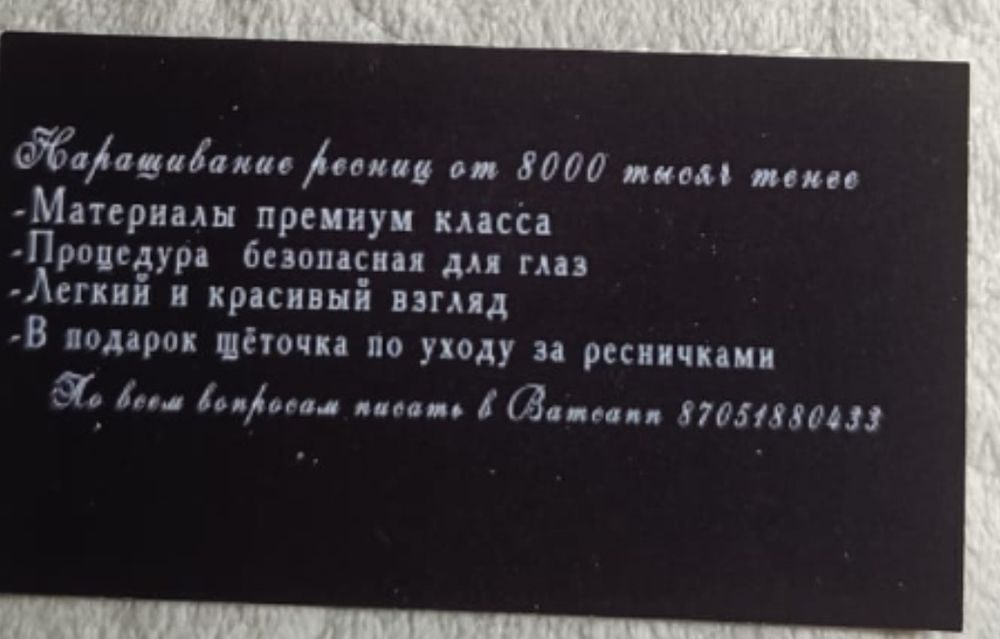 Наращивание ресниц от 8000 тысяч тенге
-Материалы премиум класса
-Процедура безопасная для глаз
-Легкий и красивый взгляд
-В подарок щёточка по уходу за ресничками
По всем вопросам писать в Ватсапп 87051880433